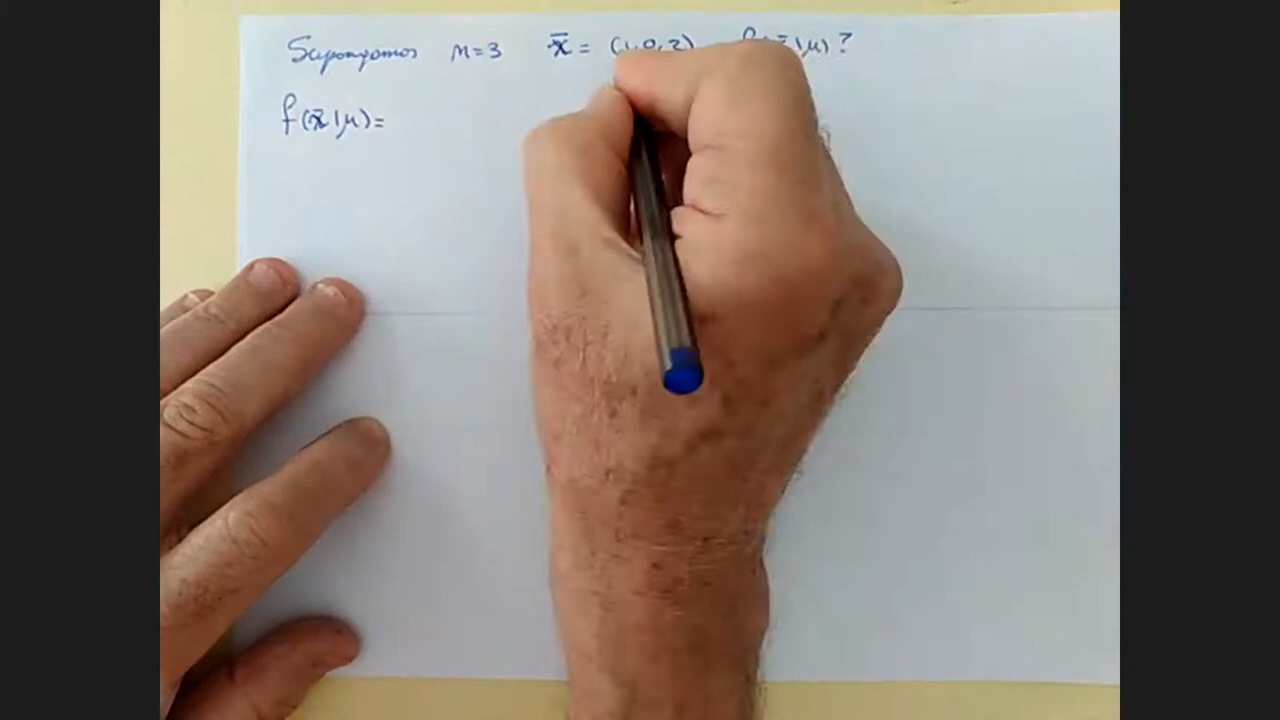 Supongamos n=3 x̄ = (1,0,2) f(x̄|μ)?
f(x̄|μ)=